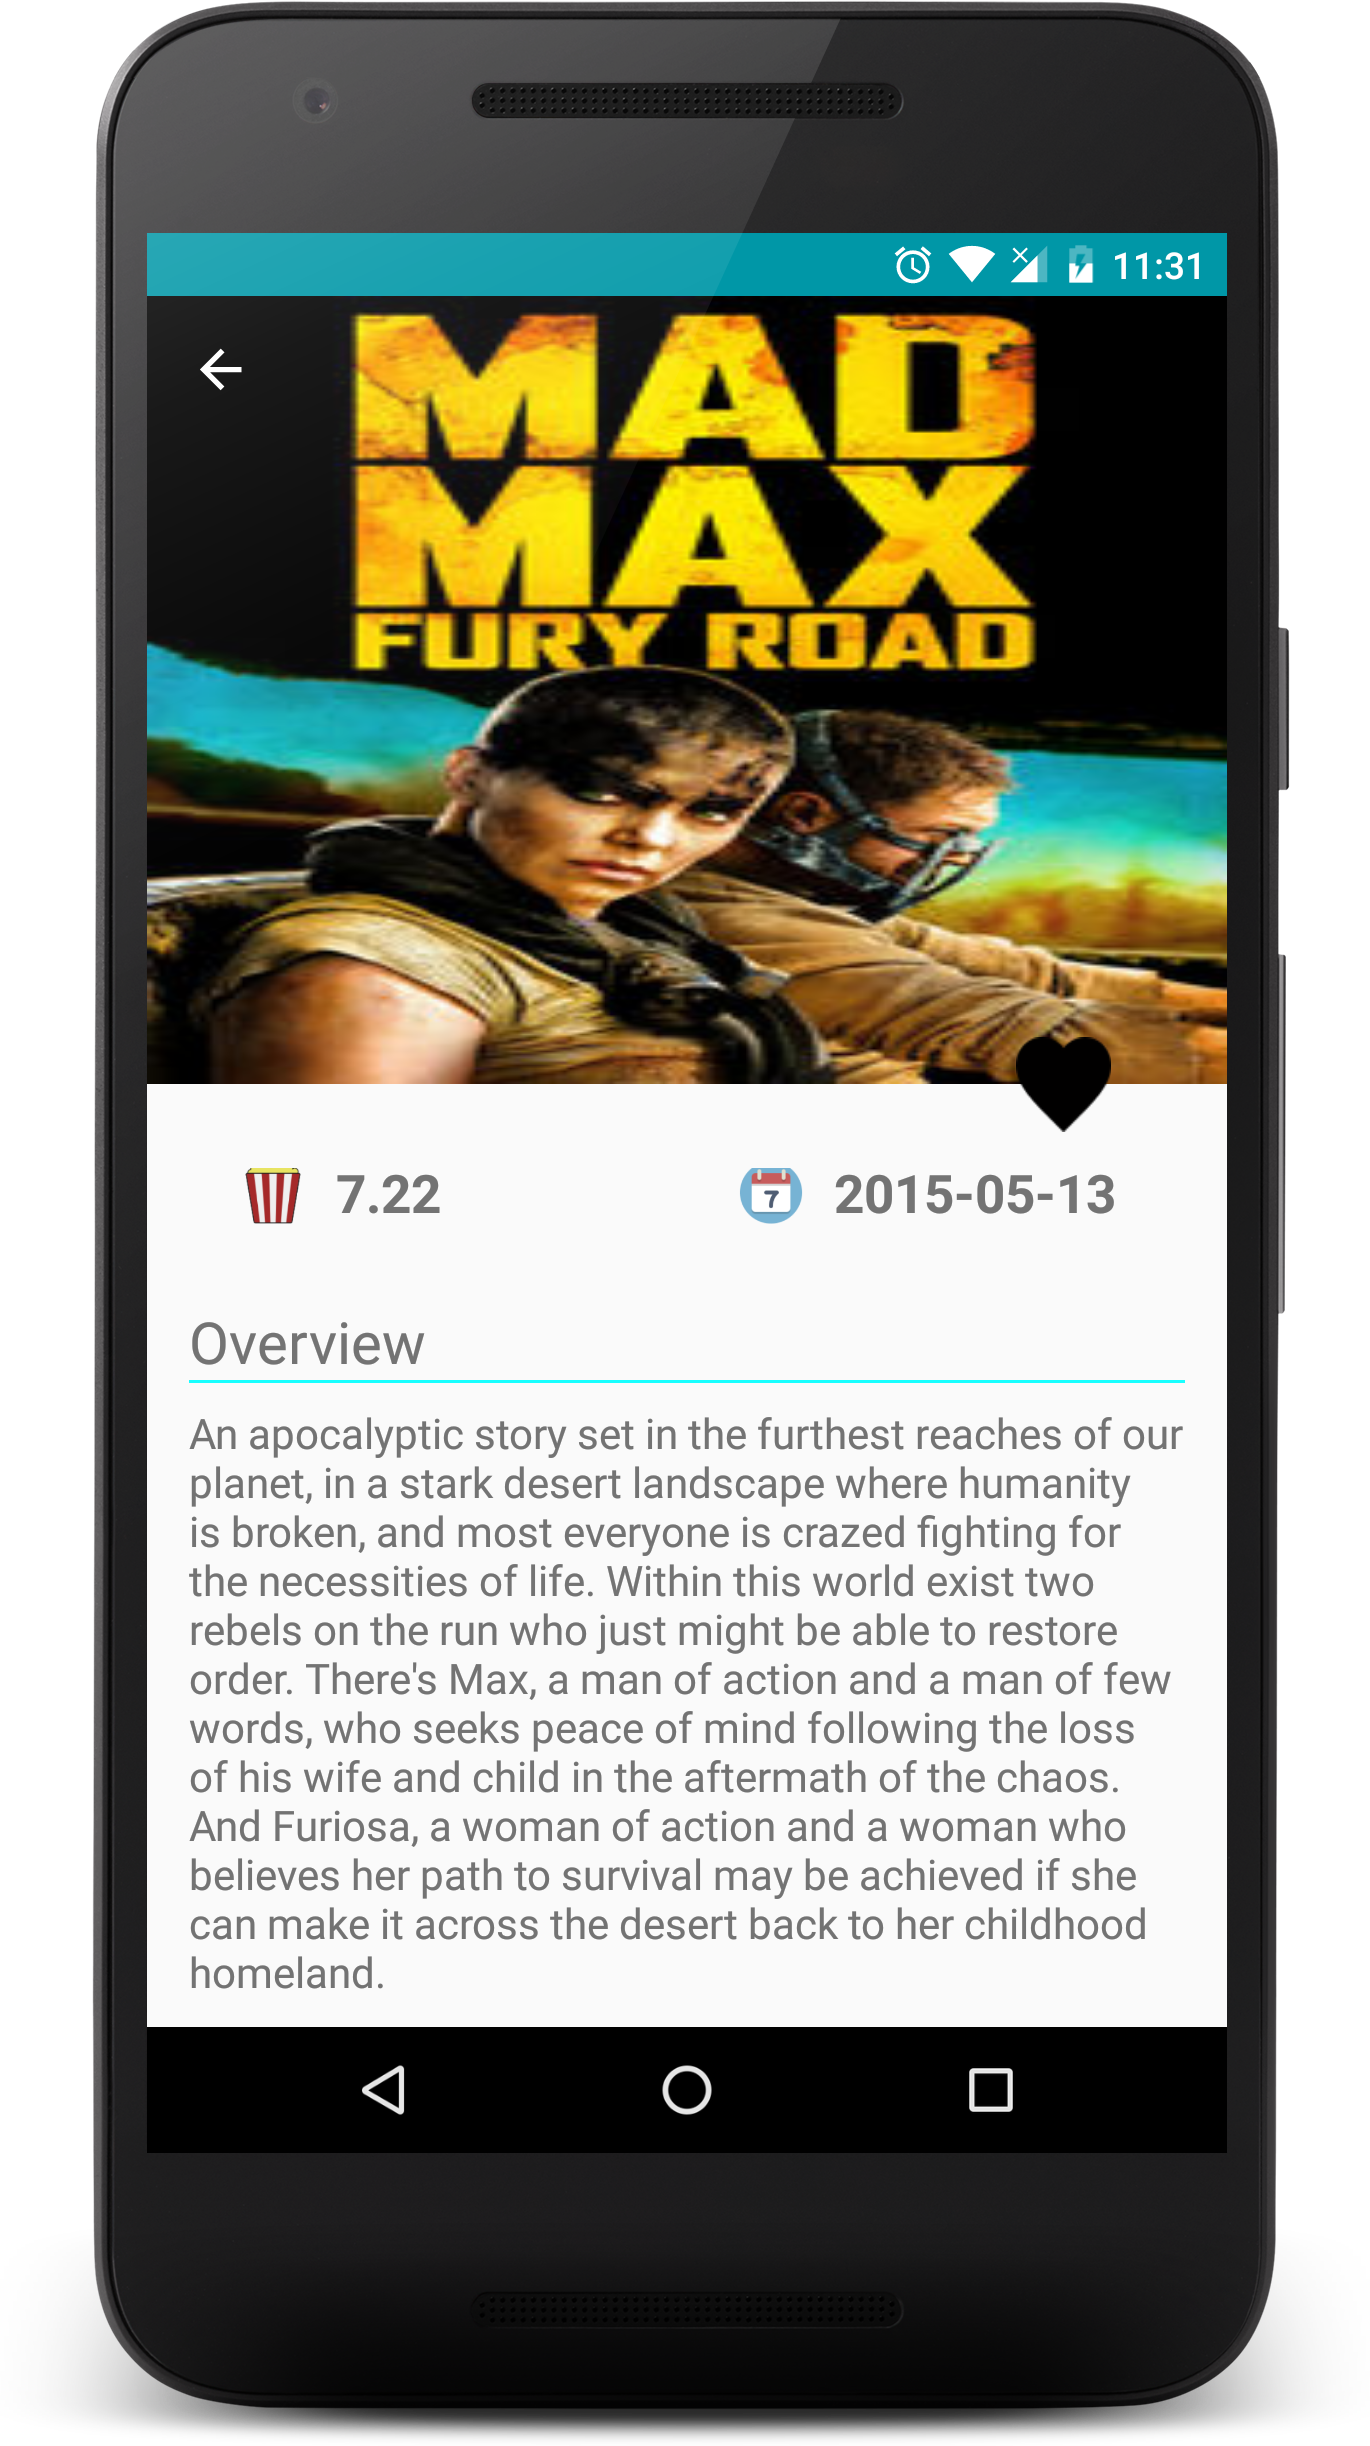 11:31
MAD
MAX
FURY ROAD
7.22
7
2015-05-13
Overview
An apocalyptic story set in the furthest reaches of our
planet, in a stark desert landscape where humanity
is broken, and most everyone is crazed fighting for
the necessities of life. Within this world exist two
rebels on the run who just might be able to restore
order. There's Max, a man of action and a man of few
words, who seeks peace of mind following the loss
of his wife and child in the aftermath of the chaos.
And Furiosa, a woman of action and a woman who
believes her path to survival may be achieved if she
can make it across the desert back to her childhood
homeland.